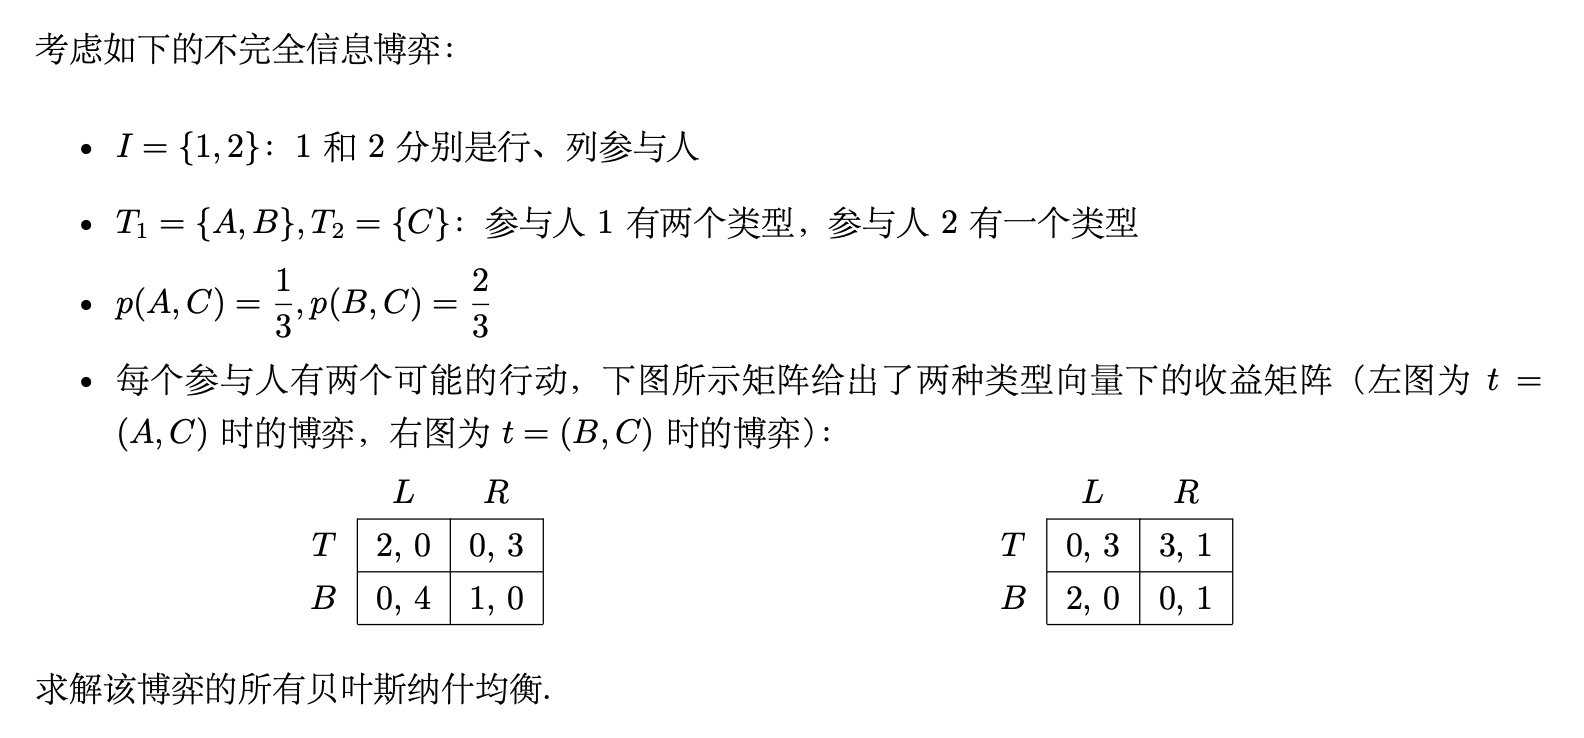 考虑如下的不完全信息博弈：
• I = {1, 2}：1 和 2 分别是行、列参与人
• T₁ = {A, B}, T₂ = {C}：参与人 1 有两个类型，参与人 2 有一个类型
• p(A, C) = 1/3, p(B, C) = 2/3
• 每个参与人有两个可能的行动，下图所示矩阵给出了两种类型向量下的收益矩阵（左图为 t =
(A, C) 时的博弈，右图为 t = (B, C) 时的博弈）：
L R L R
T 2, 0 0, 3 T 0, 3 3, 1
B 0, 4 1, 0 B 2, 0 0, 1
求解该博弈的所有贝叶斯纳什均衡.